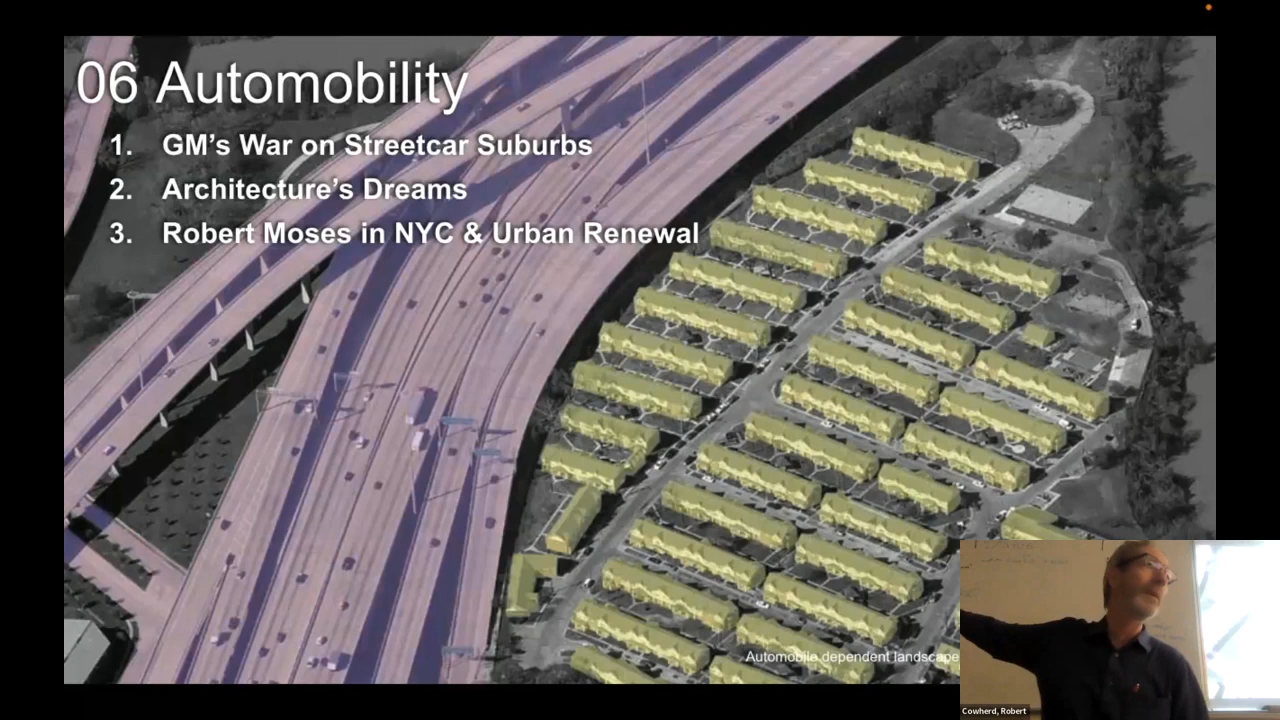 06 Automobility
1. GM's War on Streetcar Suburbs
2. Architecture's Dreams
3. Robert Moses in NYC & Urban Renewal
Automobile dependent landscape
Cowherd, Robert